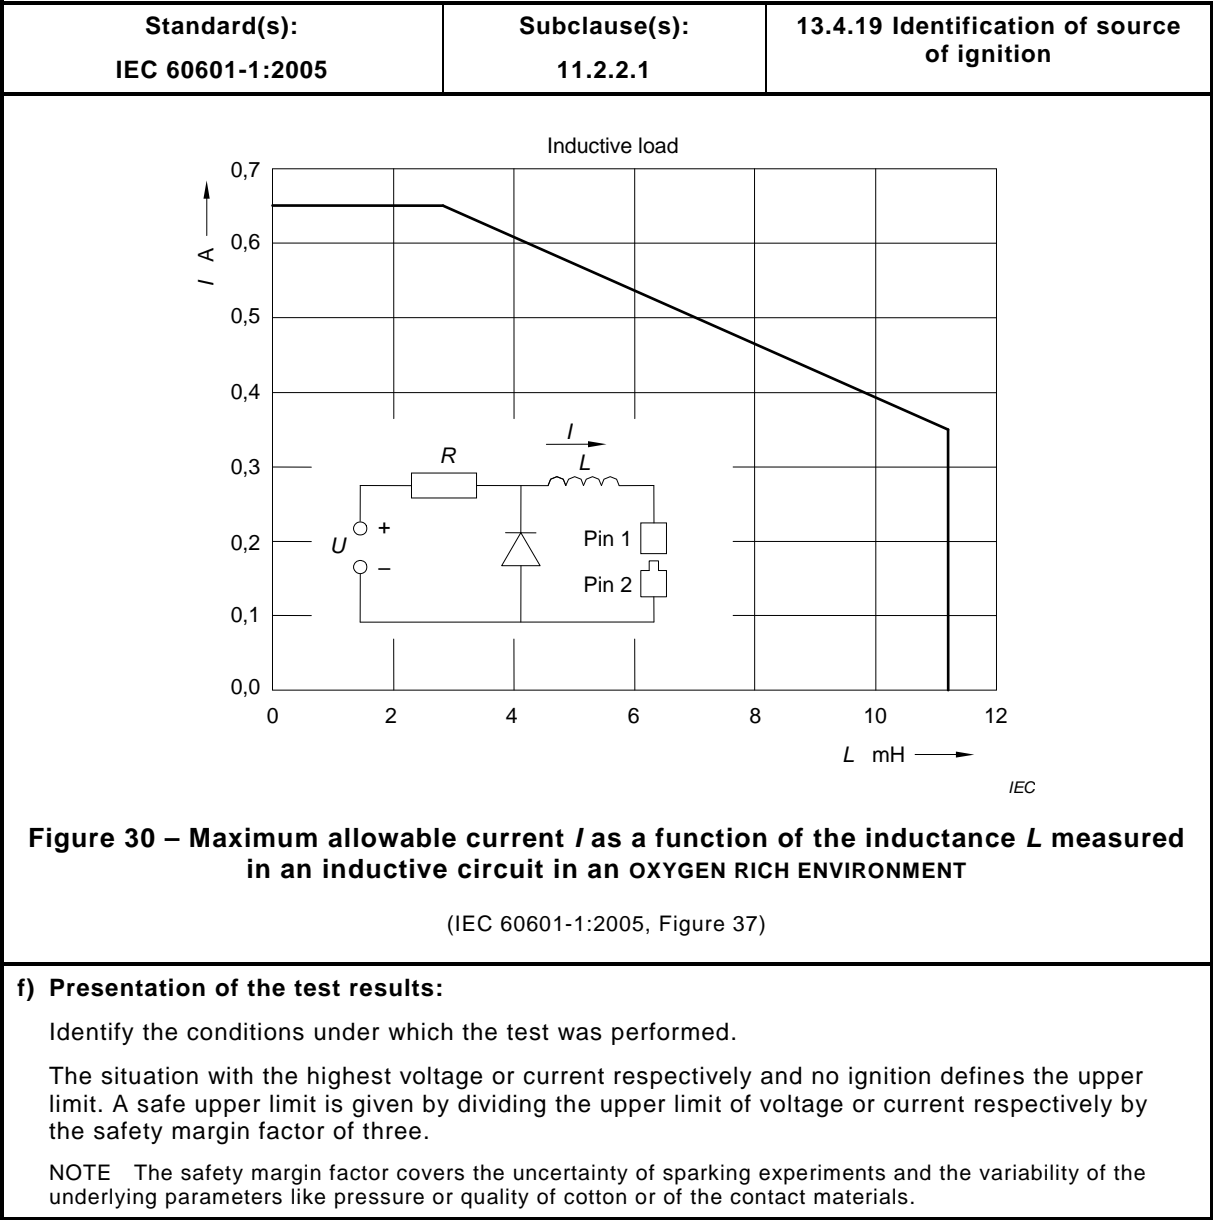 Standard(s):
IEC 60601-1:2005
Subclause(s):
11.2.2.1
13.4.19 Identification of source
of ignition
Inductive load
0,7
0,6
0,5
0,4
0,3
0,2
0,1
0,0
I A
R
I
L
U
+
–
Pin 1
Pin 2
0
2
4
6
8
10
12
L mH
IEC
Figure 30 – Maximum allowable current I as a function of the inductance L measured
in an inductive circuit in an OXYGEN RICH ENVIRONMENT
(IEC 60601-1:2005, Figure 37)
f) Presentation of the test results:
Identify the conditions under which the test was performed.
The situation with the highest voltage or current respectively and no ignition defines the upper
limit. A safe upper limit is given by dividing the upper limit of voltage or current respectively by
the safety margin factor of three.
NOTE The safety margin factor covers the uncertainty of sparking experiments and the variability of the
underlying parameters like pressure or quality of cotton or of the contact materials.